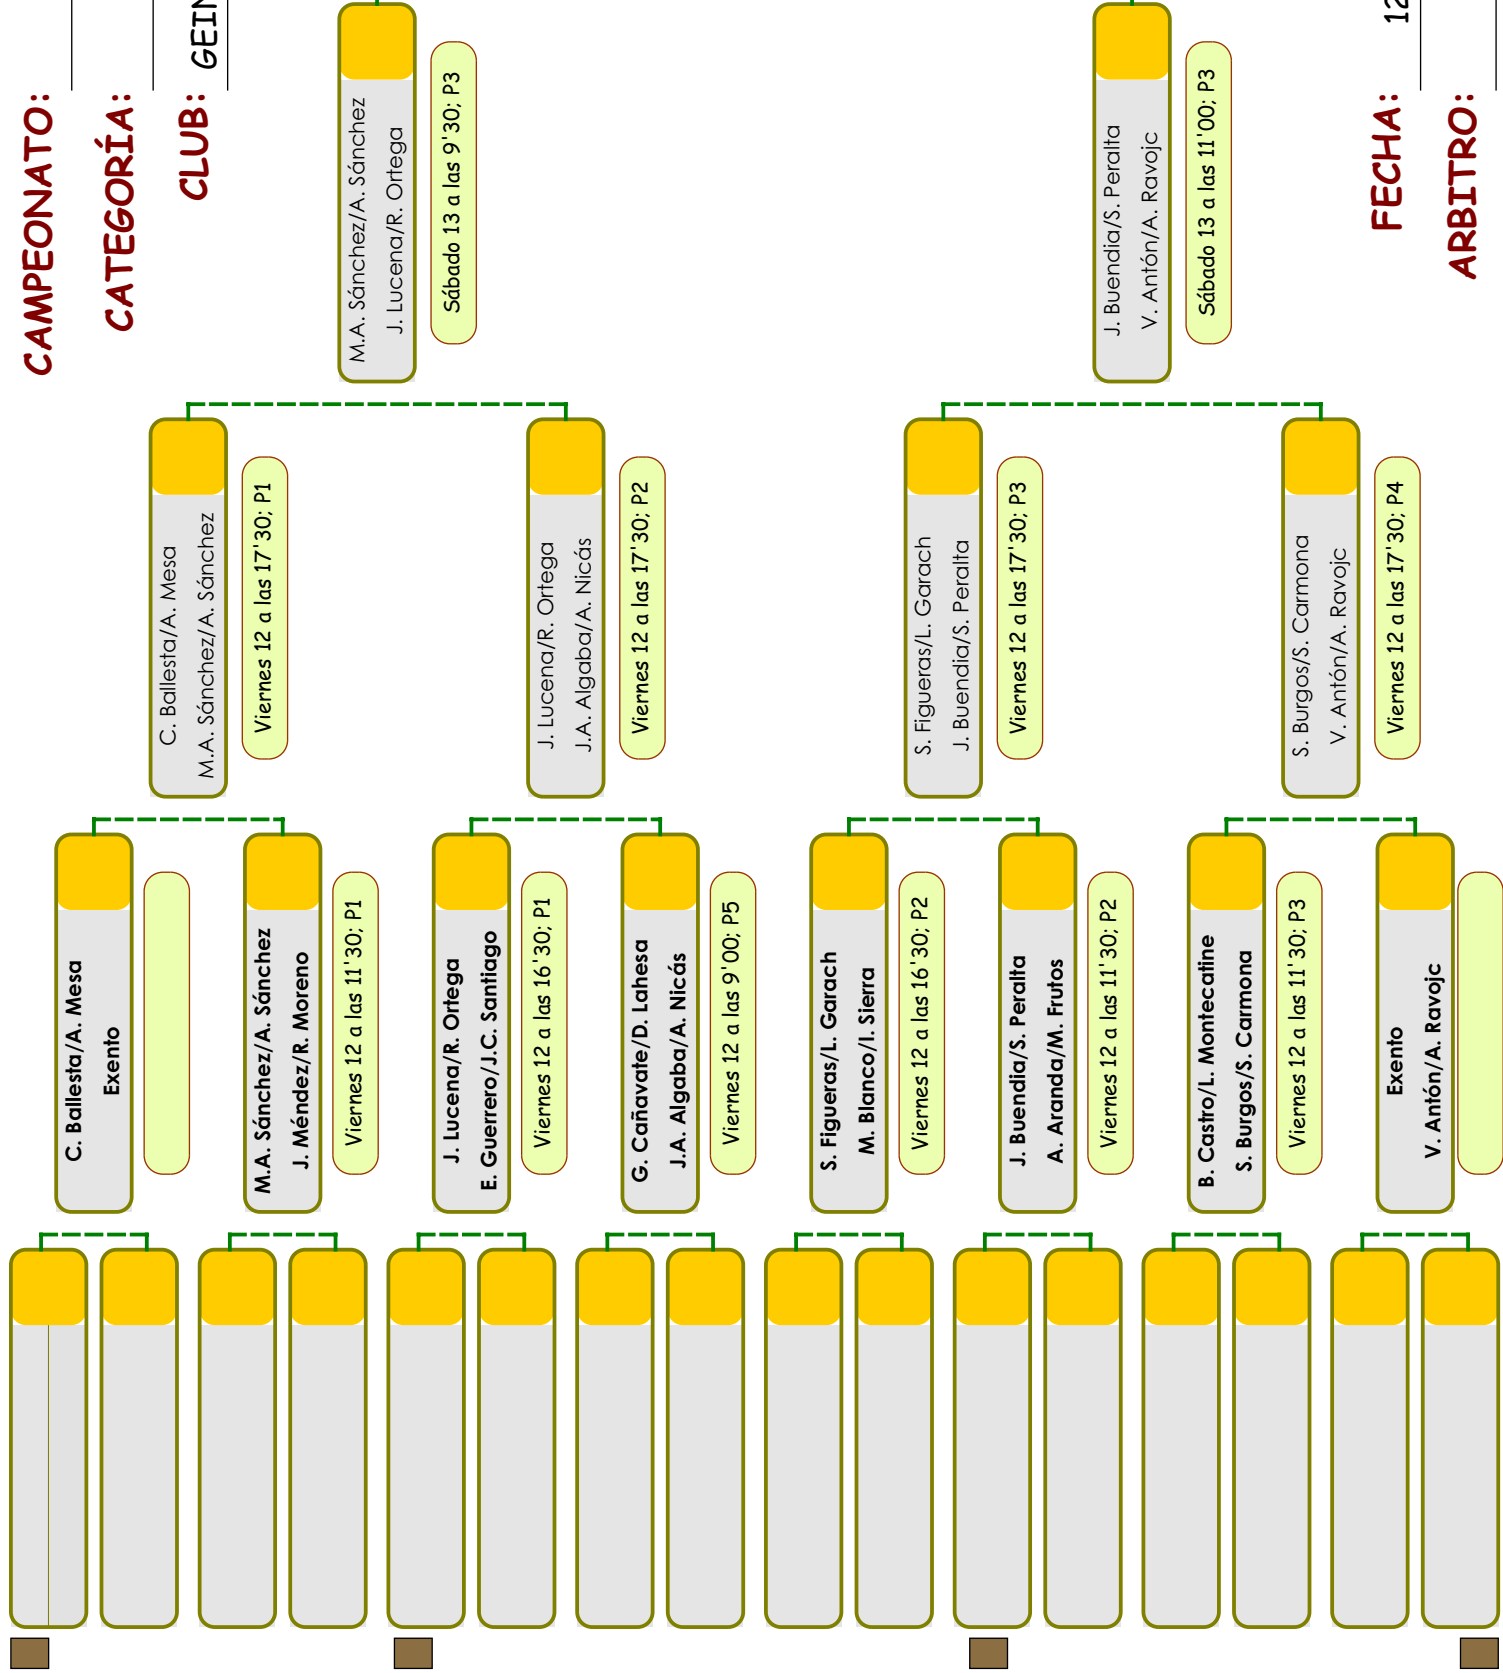 CAMPEONATO:
CATEGORÍA:
CLUB: GEIN
C. Ballesta/A. Mesa
Exento
M.A. Sánchez/A. Sánchez
J. Méndez/R. Moreno
Viernes 12 a las 11'30; P1
J. Lucena/R. Ortega
E. Guerrero/J.C. Santiago
Viernes 12 a las 16'30; P1
G. Cañavate/D. Lahesa
J.A. Algaba/A. Nicás
Viernes 12 a las 9'00; P5
S. Figueras/L. Garach
M. Blanco/I. Sierra
Viernes 12 a las 16'30; P2
J. Buendia/S. Peralta
A. Aranda/M. Frutos
Viernes 12 a las 11'30; P2
B. Castro/L. Montecatine
S. Burgos/S. Carmona
Viernes 12 a las 11'30; P3
Exento
V. Antón/A. Ravojc
C. Ballesta/A. Mesa
M.A. Sánchez/A. Sánchez
Viernes 12 a las 17'30; P1
J. Lucena/R. Ortega
J.A. Algaba/A. Nicás
Viernes 12 a las 17'30; P2
S. Figueras/L. Garach
J. Buendia/S. Peralta
Viernes 12 a las 17'30; P3
S. Burgos/S. Carmona
V. Antón/A. Ravojc
Viernes 12 a las 17'30; P4
M.A. Sánchez/A. Sánchez
J. Lucena/R. Ortega
Sábado 13 a las 9'30; P3
J. Buendia/S. Peralta
V. Antón/A. Ravojc
Sábado 13 a las 11'00; P3
FECHA: 12
ARBITRO: